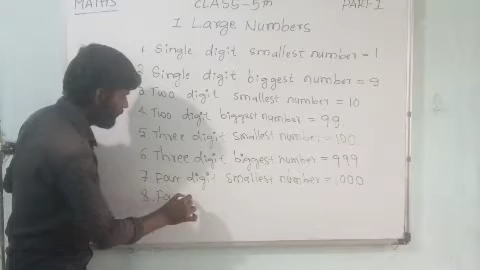 MATHS CLASS-5th PART-1
I Large Numbers
1. Single digit smallest number = 1
2. Single digit biggest number = 9
3. Two digit smallest number = 10
4. Two digit biggest number = 99
5. Three digit smallest number = 100
6. Three digit biggest number = 999
7. Four digit smallest number = 1000
8. Fou